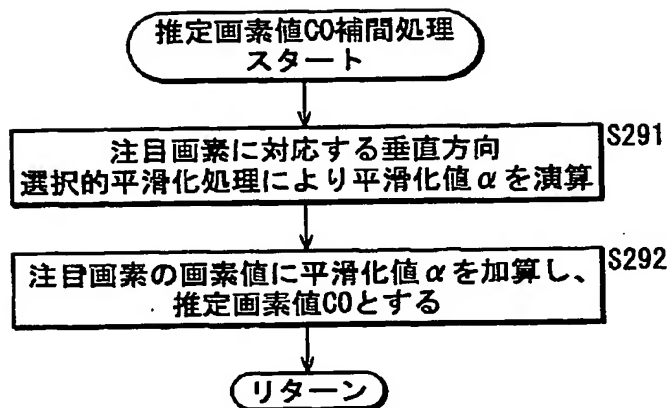 推定画素値CO補間処理
スタート
注目画素に対応する垂直方向
選択的平滑化処理により平滑化値αを演算
S291
注目画素の画素値に平滑化値αを加算し、
推定画素値COとする
S292
リターン